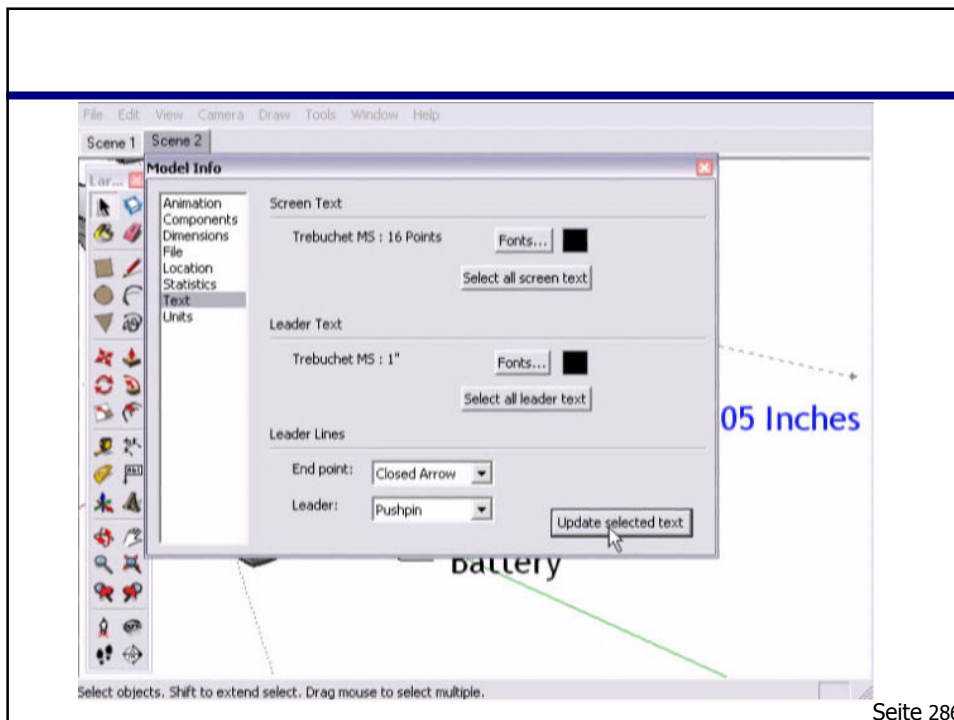 File Edit View Camera Draw Tools Window Help
Scene 1 Scene 2
Lar...
Model Info
Animation
Components
Dimensions
File
Location
Statistics
Text
Units
Screen Text
Trebuchet MS : 16 Points Fonts...
Select all screen text
Leader Text
Trebuchet MS : 1" Fonts...
Select all leader text
Leader Lines
End point: Closed Arrow
Leader: Pushpin
Update selected text
05 Inches
Battery
Select objects. Shift to extend select. Drag mouse to select multiple.
Seite 286